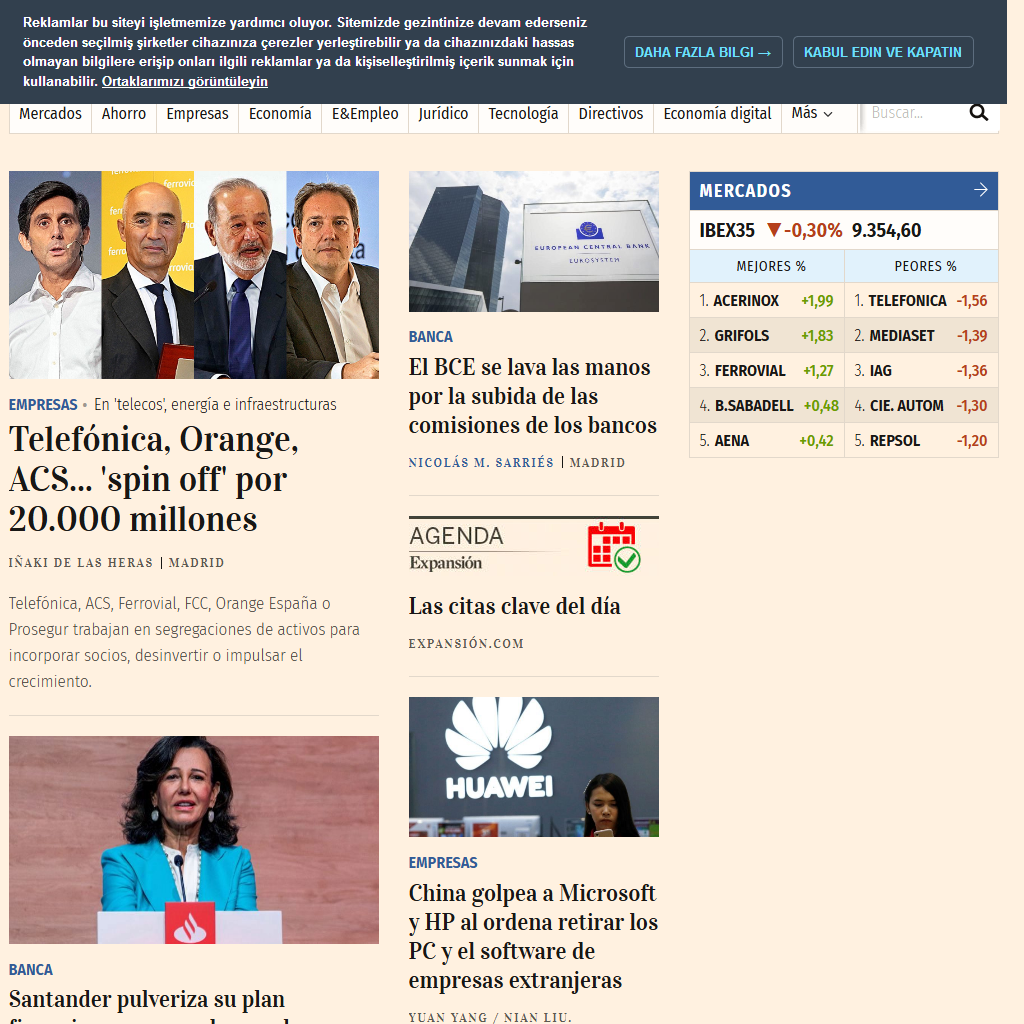 Reklamlar bu siteyi işletmemize yardımcı oluyor. Sitemizde gezintinize devam ederseniz
önceden seçilmiş şirketler cihazınıza çerezler yerleştirebilir ya da cihazınızdaki hassas
olmayan bilgilere erişip onları ilgili reklamlar ya da kişiselleştirilmiş içerik sunmak için
kullanabilir. Ortaklarımızı görüntüleyin
DAHA FAZLA BILGI →
KABUL EDIN VE KAPATIN
Mercados Ahorro Empresas Economía E&Empleo Jurídico Tecnología Directivos Economía digital Más
Buscar...
EMPRESAS • En 'telecos', energía e infraestructuras
Telefónica, Orange,
ACS... 'spin off' por
20.000 millones
IÑAKI DE LAS HERAS | MADRID
Telefónica, ACS, Ferrovial, FCC, Orange España o
Prosegur trabajan en segregaciones de activos para
incorporar socios, desinvertir o impulsar el
crecimiento.
BANCA
Santander pulveriza su plan
EUROPEAN CENTRAL BANK
EUROSYSTEM
BANCA
El BCE se lava las manos
por la subida de las
comisiones de los bancos
NICOLÁS M. SARRIÉS | MADRID
AGENDA
Expansión
Las citas clave del día
EXPANSIÓN.COM
HUAWEI
EMPRESAS
China golpea a Microsoft
y HP al ordena retirar los
PC y el software de
empresas extranjeras
YUAN YANG / NIAN LIU.
MERCADOS →
IBEX35 ▼-0,30% 9.354,60
MEJORES % PEORES %
1. ACERINOX +1,99 1. TELEFONICA -1,56
2. GRIFOLS +1,83 2. MEDIASET -1,39
3. FERROVIAL +1,27 3. IAG -1,36
4. B.SABADELL +0,48 4. CIE. AUTOM -1,30
5. AENA +0,42 5. REPSOL -1,20